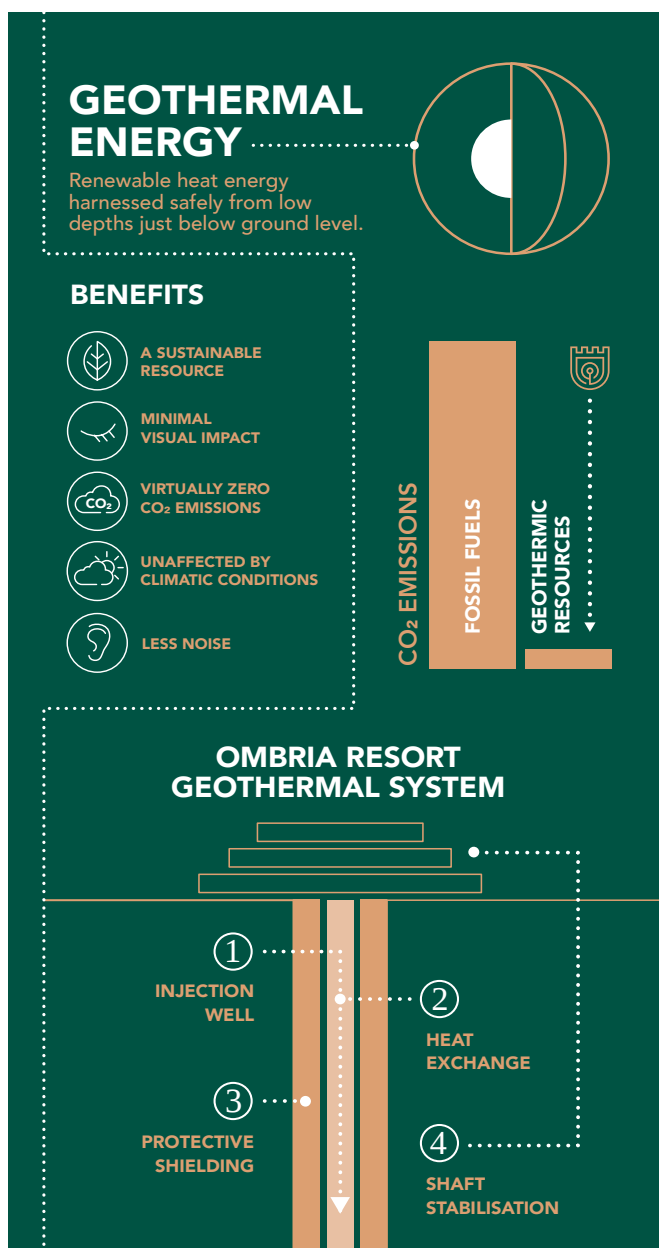 GEOTHERMAL
ENERGY
Renewable heat energy
harnessed safely from low
depths just below ground level.
BENEFITS
A SUSTAINABLE
RESOURCE
MINIMAL
VISUAL IMPACT
CO₂
VIRTUALLY ZERO
CO₂ EMISSIONS
UNAFFECTED BY
CLIMATIC CONDITIONS
LESS NOISE
CO₂ EMISSIONS
FOSSIL FUELS
GEOTHERMIC
RESOURCES
OMBRIA RESORT
GEOTHERMAL SYSTEM
1
INJECTION
WELL
2
HEAT
EXCHANGE
3
PROTECTIVE
SHIELDING
4
SHAFT
STABILISATION